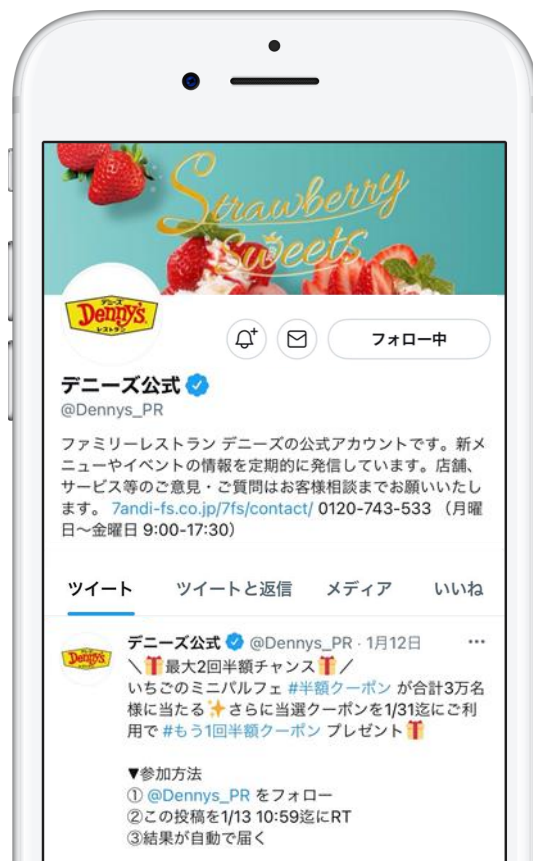 Strawberry
Sweets
デニーズ
Denny's
レストラン
フォロー中
デニーズ公式
@Dennys_PR
ファミリーレストラン デニーズの公式アカウントです。新メ
ニューやイベントの情報を定期的に発信しています。店舗、
サービス等のご意見・ご質問はお客様相談までお願いいたし
ます。 7andi-fs.co.jp/7fs/contact/ 0120-743-533 （月曜
日～金曜日 9:00-17:30）
ツイート ツイートと返信 メディア いいね
Denny's
デニーズ公式 @Dennys_PR · 1月12日 …
＼🎁最大2回半額チャンス🎁／
いちごのミニパルフェ #半額クーポン が合計3万名
様に当たる✨さらに当選クーポンを1/31迄にご利
用で #もう1回半額クーポン プレゼント🎁
▼参加方法
① @Dennys_PR をフォロー
②この投稿を1/13 10:59迄にRT
③結果が自動で届く